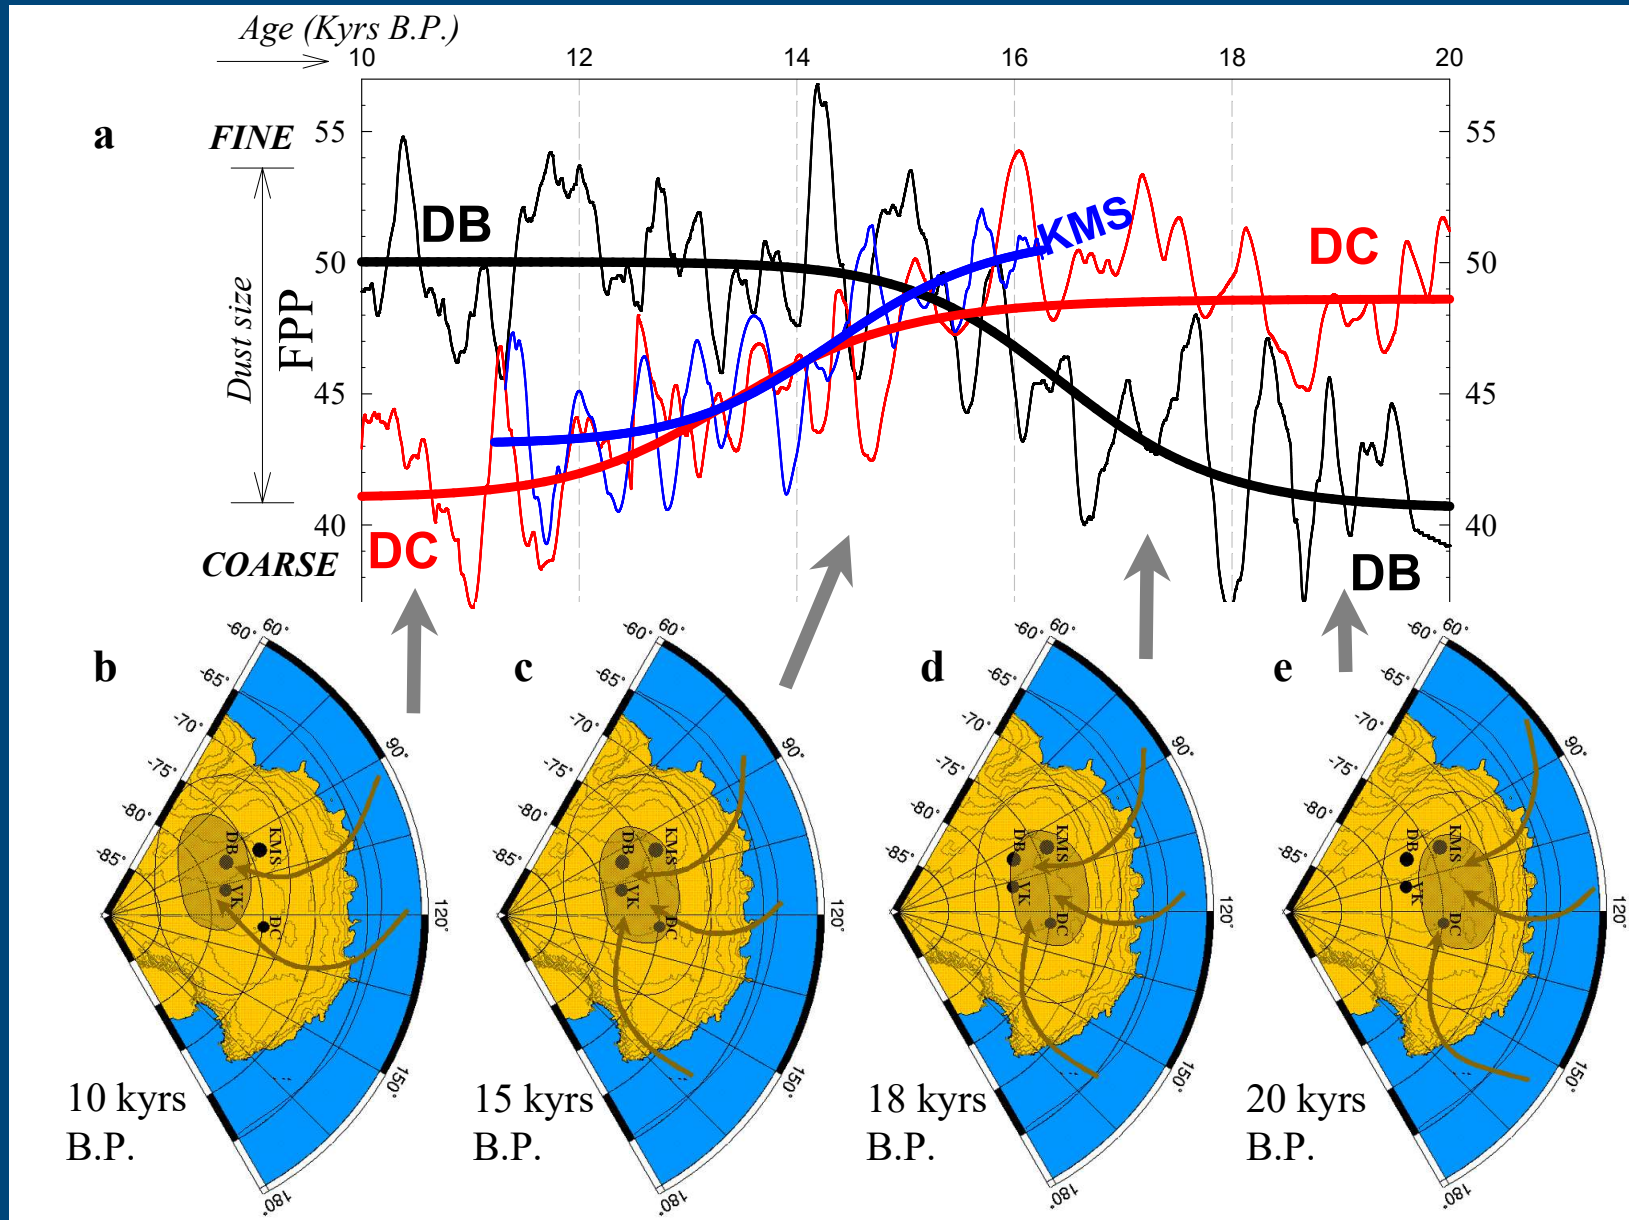 Age (Kyrs B.P.)
10 12 14 16 18 20
a
FINE
55 55
DB
KMS
DC
50 50
Dust size
FPP
45 45
40 40
DC
COARSE
DB
b
-60° 60°
-65°
-70°
-75°
-80°
-85°
90°
120°
150°
180°
DB
KMS
VK
DC
10 kyrs
B.P.
c
-60° 60°
-65°
-70°
-75°
-80°
-85°
90°
120°
150°
180°
DB
KMS
VK
DC
15 kyrs
B.P.
d
-60° 60°
-65°
-70°
-75°
-80°
-85°
90°
120°
150°
180°
DB
KMS
VK
DC
18 kyrs
B.P.
e
-60° 60°
-65°
-70°
-75°
-80°
-85°
90°
120°
150°
180°
DB
KMS
VK
DC
20 kyrs
B.P.